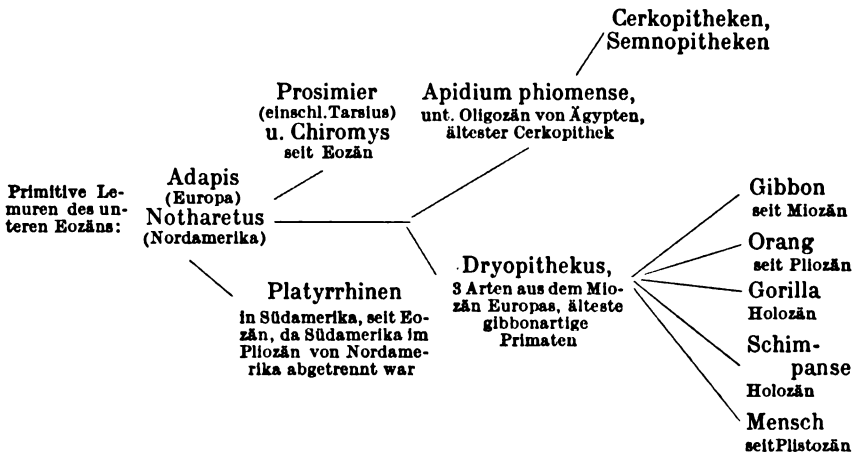 Cerkopitheken,
Semnopitheken
Prosimier
(einschl. Tarsius)
u. Chiromys
seit Eozän
Apidium phiomense,
unt. Oligozän von Ägypten,
ältester Cerkopithek
Primitive Le-
muren des un-
teren Eozäns:
Adapis
(Europa)
Notharetus
(Nordamerika)
Platyrrhinen
in Südamerika, seit Eo-
zän, da Südamerika im
Pliozän von Nordame-
rika abgetrennt war
Dryopithekus,
3 Arten aus dem Mio-
zän Europas, älteste
gibbonartige
Primaten
Gibbon
seit Miozän
Orang
seit Pliozän
Gorilla
Holozän
Schim-
panse
Holozän
Mensch
seit Plistozän